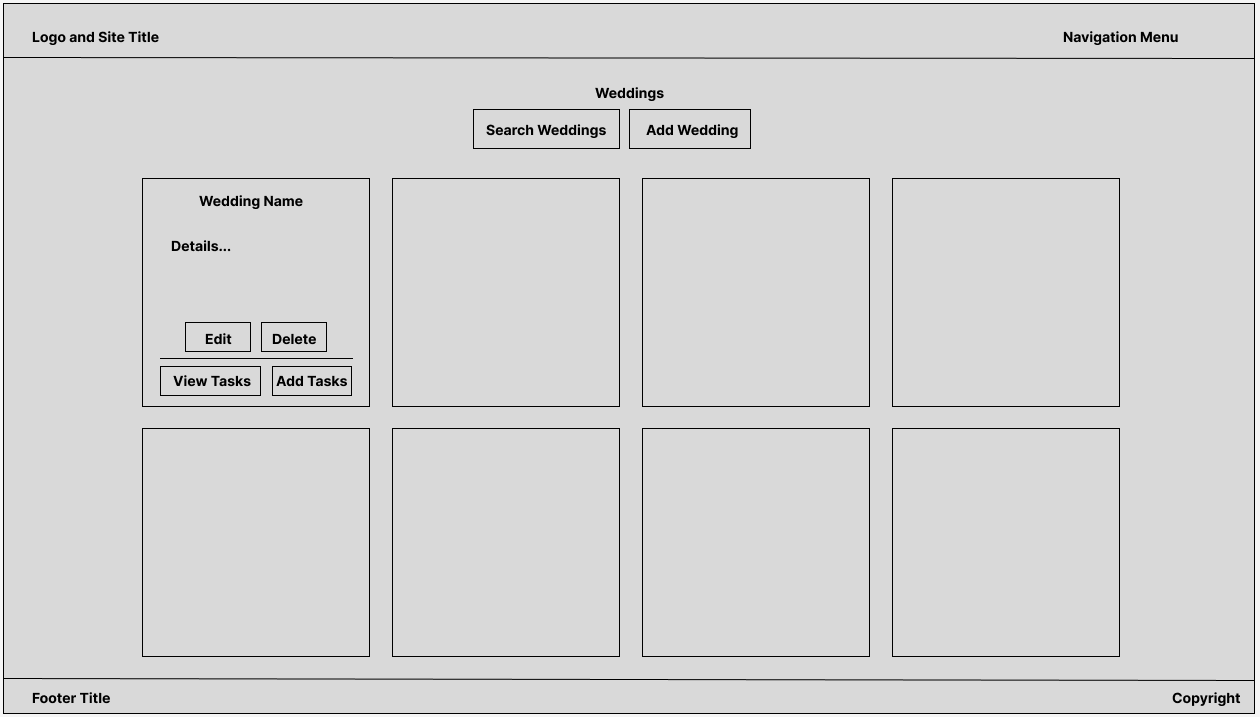 Logo and Site Title
Navigation Menu
Weddings
Search Weddings
Add Wedding
Wedding Name
Details...
Edit
Delete
View Tasks
Add Tasks
Footer Title
Copyright